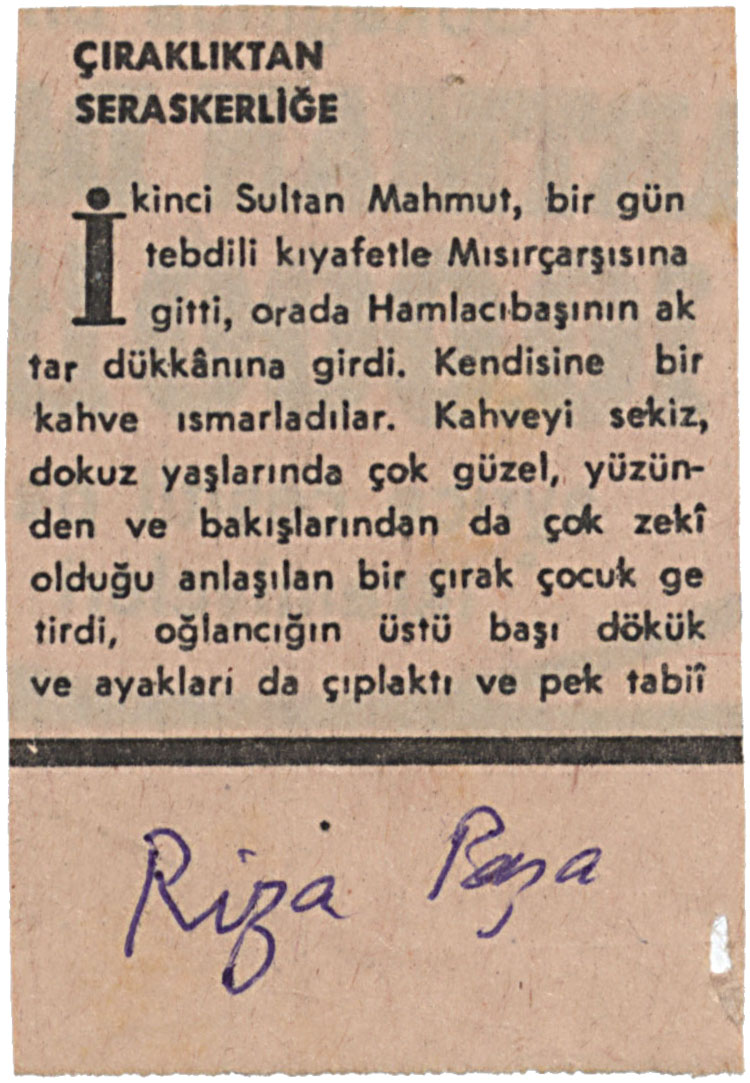 ÇIRAKLIKTAN
SERASKERLİĞE
İkinci Sultan Mahmut, bir gün
tebdili kıyafetle Mısırçarşısına
gitti, orada Hamlacıbaşının ak
tar dükkânına girdi. Kendisine bir
kahve ısmarladılar. Kahveyi sekiz,
dokuz yaşlarında çok güzel, yüzün-
den ve bakışlarından da çok zekî
olduğu anlaşılan bir çırak çocuk ge
tirdi, oğlancığın üstü başı dökük
ve ayaklari da çıplaktı ve pek tabiî
Rıza Paşa